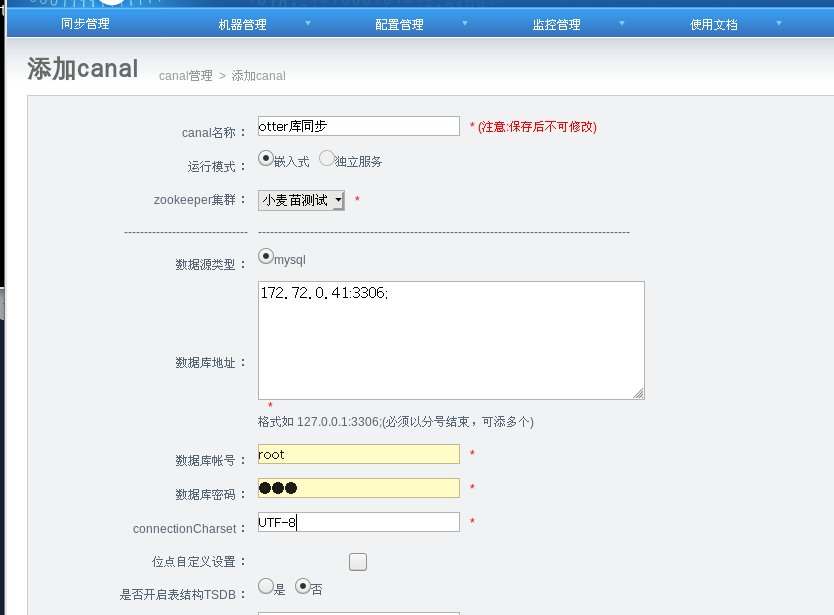 同步管理 机器管理 配置管理 监控管理 使用文档
添加canal canal管理 > 添加canal
canal名称： otter库同步 * (注意:保存后不可修改)
运行模式： 嵌入式 独立服务
zookeeper集群： 小麦苗测试 *
数据源类型： mysql
172.72.0.41:3306;
数据库地址：
*
格式如 127.0.0.1:3306;(必须以分号结束，可添多个)
数据库帐号： root *
数据库密码： ●●● *
connectionCharset： UTF-8 *
位点自定义设置：
是否开启表结构TSDB： 是 否